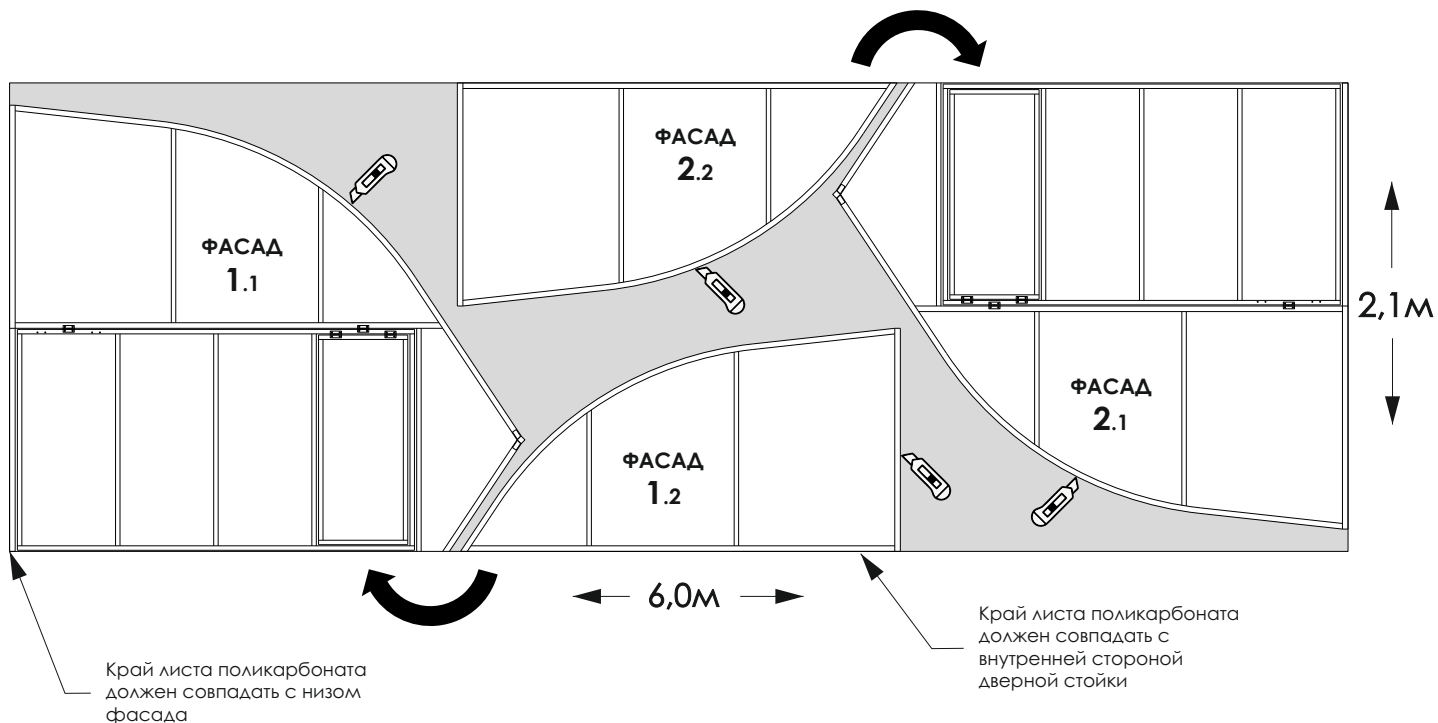 ФАСАД
2.2
ФАСАД
1.1
2,1м
ФАСАД
2.1
ФАСАД
1.2
6,0м
Край листа поликарбоната
должен совпадать с
внутренней стороной
дверной стойки
Край листа поликарбоната
должен совпадать с низом
фасада